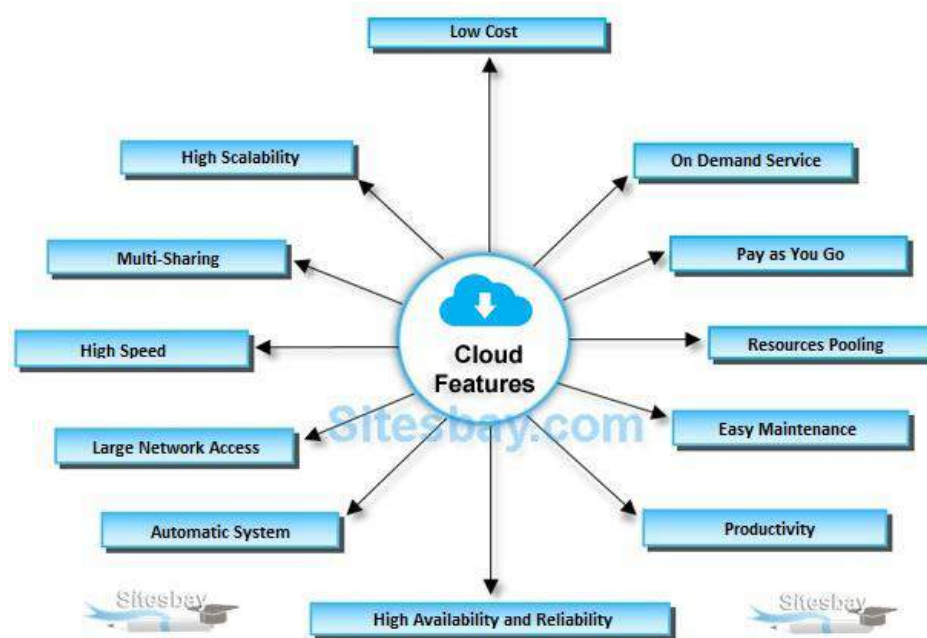 Low Cost
High Scalability
On Demand Service
Multi-Sharing
Pay as You Go
High Speed
Resources Pooling
Cloud
Features
Sitesbay.com
Large Network Access
Easy Maintenance
Automatic System
Productivity
Sitesbay
High Availability and Reliability
Sitesbay